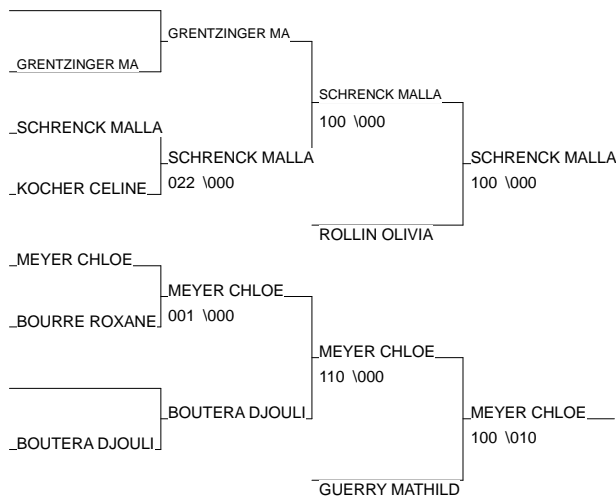 GRENTZINGER MA
GRENTZINGER MA
SCHRENCK MALLA
100 \000
SCHRENCK MALLA
SCHRENCK MALLA
022 \000
SCHRENCK MALLA
100 \000
KOCHER CELINE
ROLLIN OLIVIA
MEYER CHLOE
MEYER CHLOE
001 \000
BOURRE ROXANE
MEYER CHLOE
110 \000
BOUTERA DJOULI
MEYER CHLOE
100 \010
BOUTERA DJOULI
GUERRY MATHILD